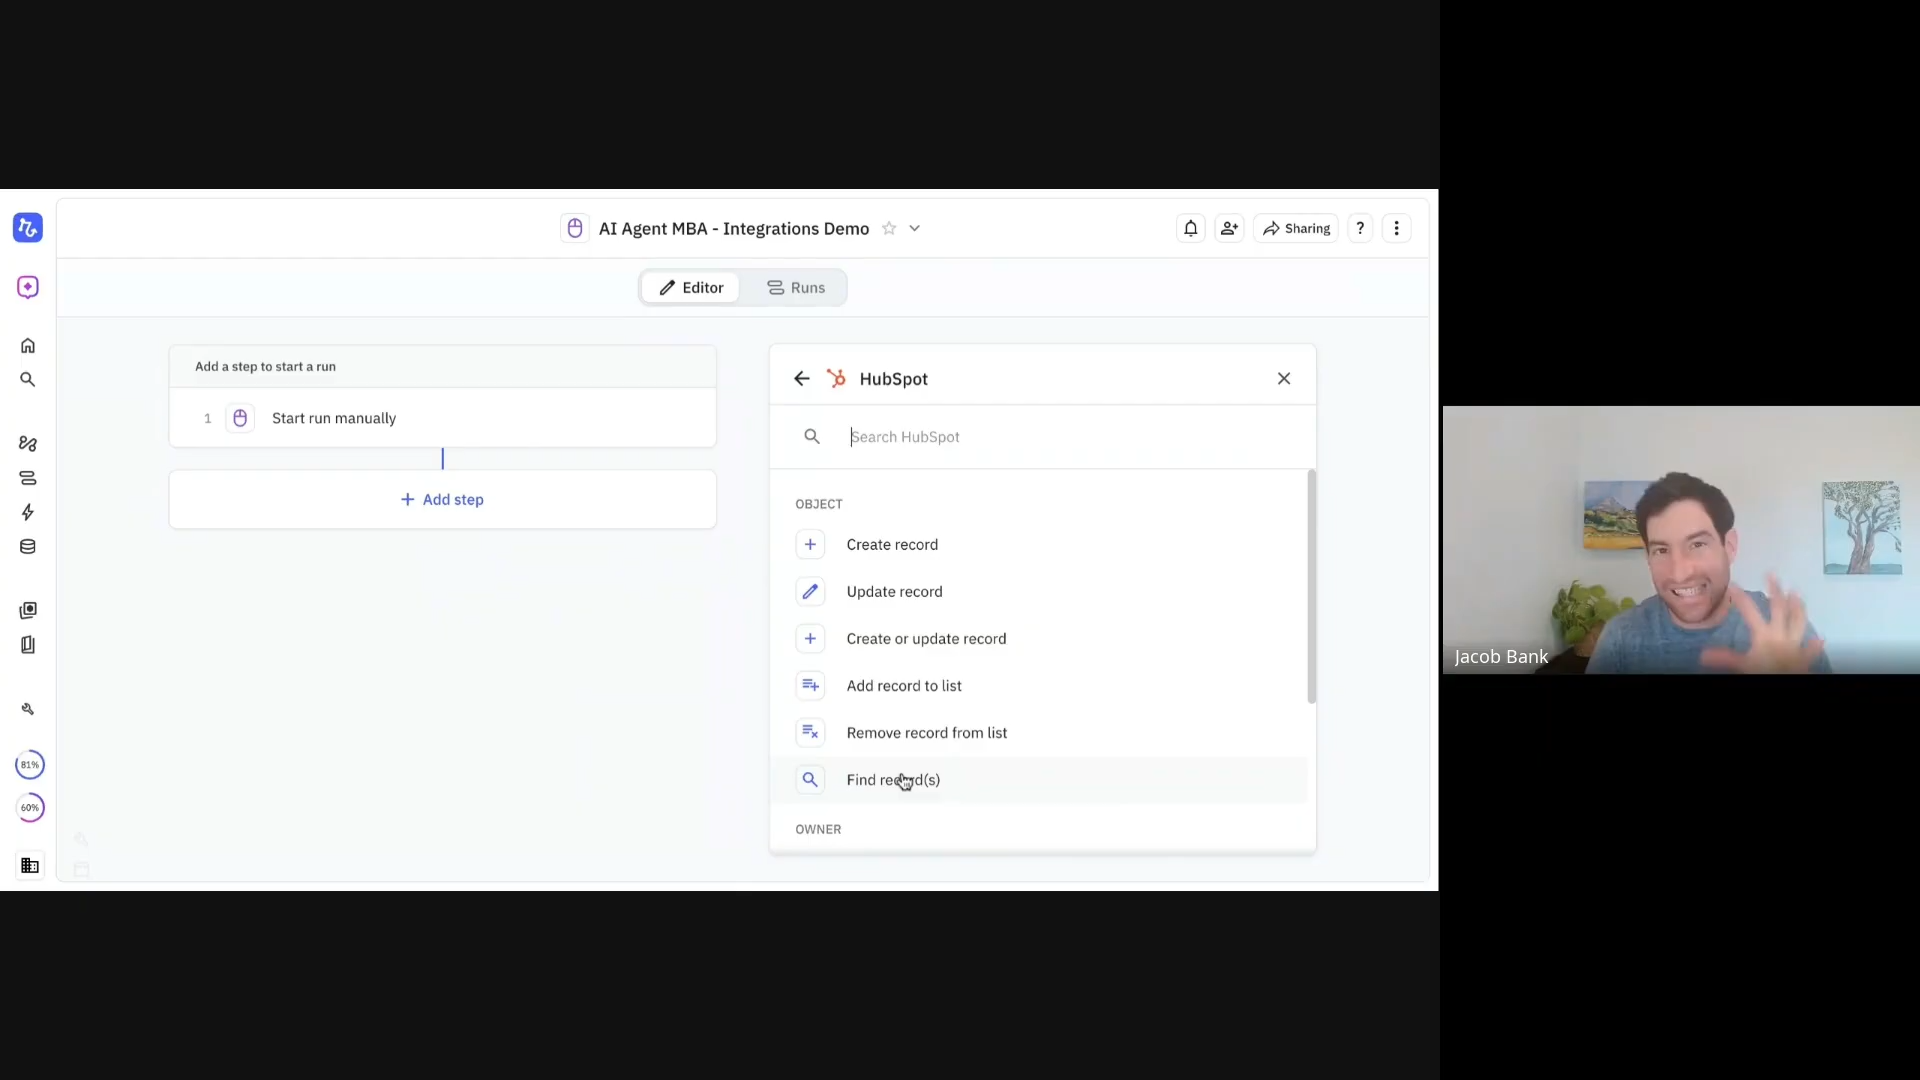 AI Agent MBA - Integrations Demo
Sharing
?
Editor
Runs
Add a step to start a run
1
Start run manually
Add step
HubSpot
Search HubSpot
OBJECT
Create record
Update record
Create or update record
Add record to list
Remove record from list
Find record(s)
OWNER
81%
60%
Jacob Bank